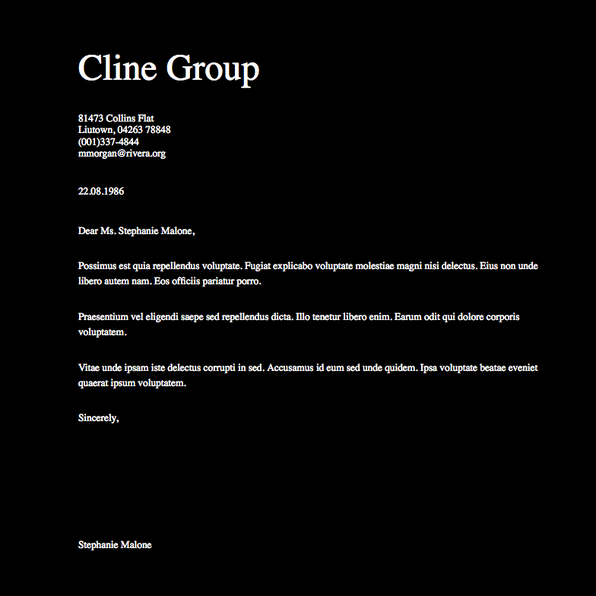 Cline Group
81473 Collins Flat
Liutown, 04263 78848
(001)337-4844
mmorgan@rivera.org
22.08.1986
Dear Ms. Stephanie Malone,
Possimus est quia repellendus voluptate. Fugiat explicabo voluptate molestiae magni nisi delectus. Eius non unde
libero autem nam. Eos officiis pariatur porro.
Praesentium vel eligendi saepe sed repellendus dicta. Illo tenetur libero enim. Earum odit qui dolore corporis
voluptatem.
Vitae unde ipsam iste delectus corrupti in sed. Accusamus id eum sed unde quidem. Ipsa voluptate beatae eveniet
quaerat ipsum voluptatem.
Sincerely,
Stephanie Malone